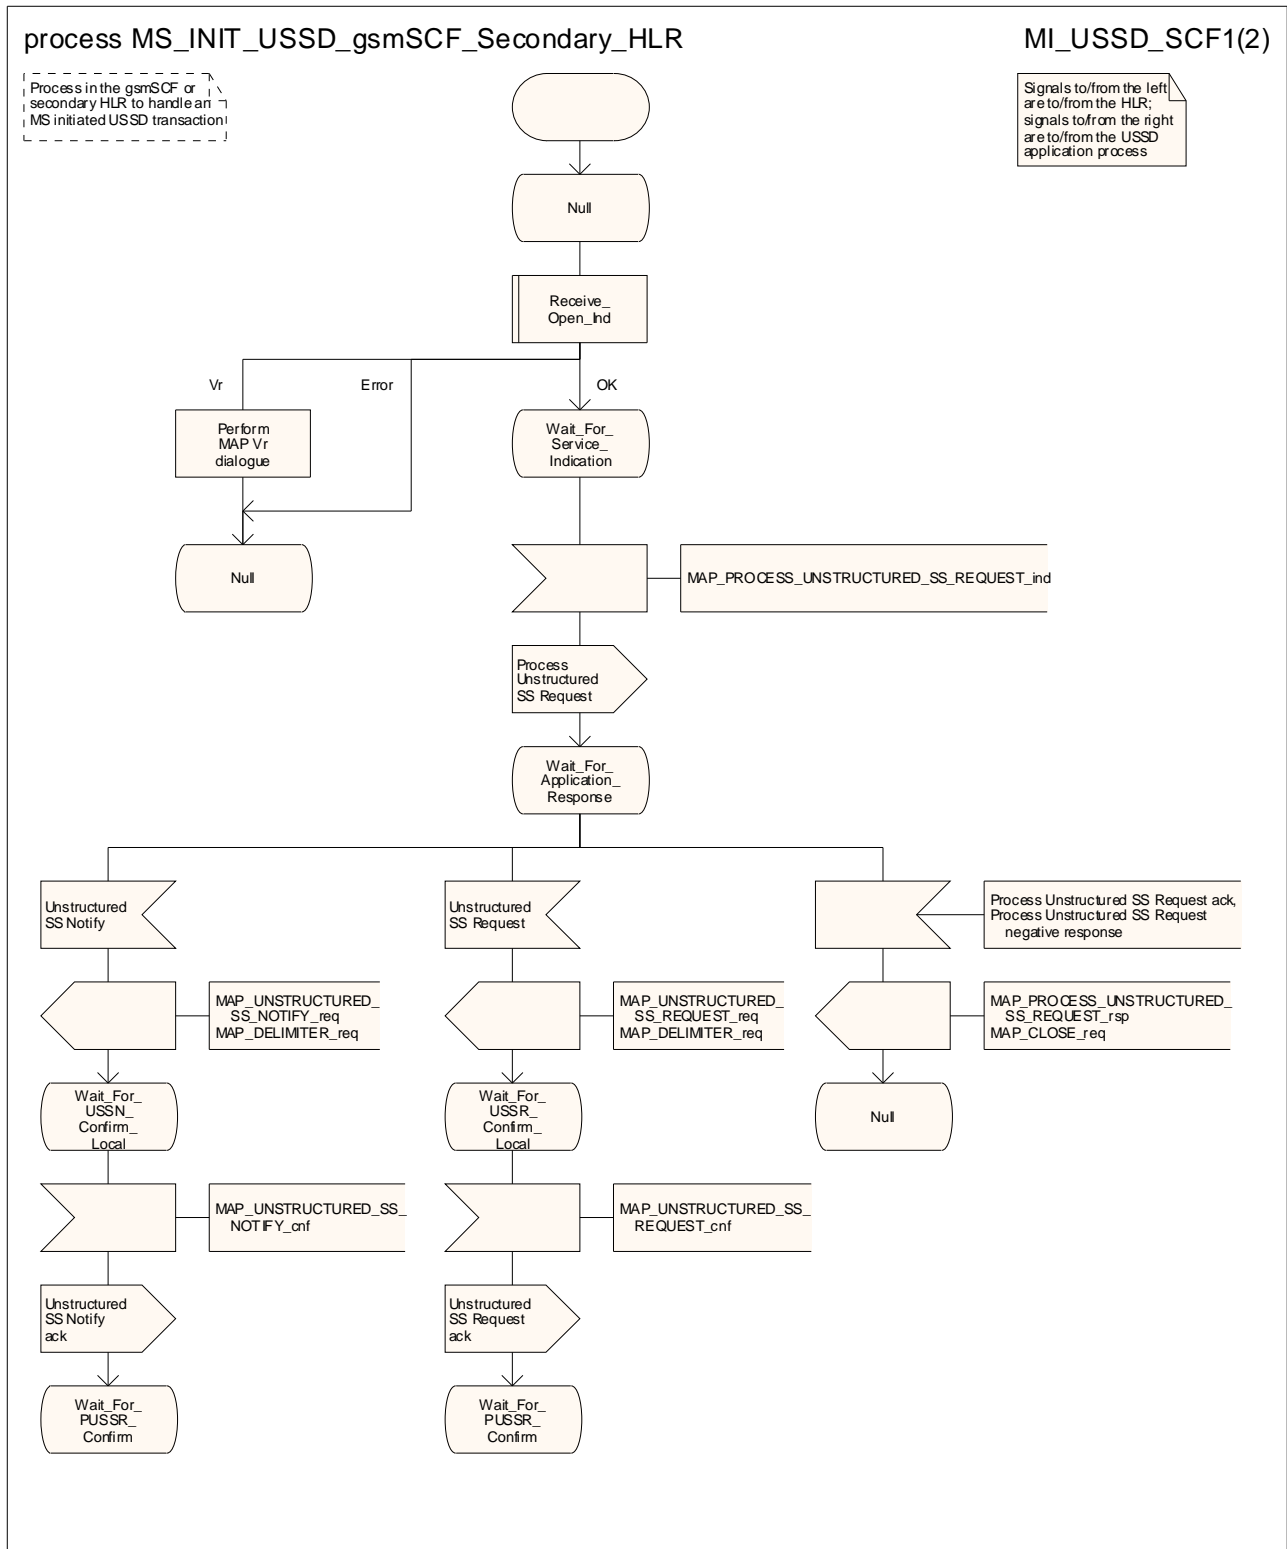 process MS_INIT_USSD_gsmSCF_Secondary_HLR
MI_USSD_SCF1(2)
Process in the gsmSCF or
secondary HLR to handle an
MS initiated USSD transaction
Signals to/from the left
are to/from the HLR;
signals to/from the right
are to/from the USSD
application process
Null
Receive_
Open_Ind
Vr
Error
OK
Perform
MAP Vr
dialogue
Wait_For_
Service_
Indication
Null
MAP_PROCESS_UNSTRUCTURED_SS_REQUEST_ind
Process
Unstructured
SS Request
Wait_For_
Application_
Response
Unstructured
SS Notify
Unstructured
SS Request
Process Unstructured SS Request ack,
Process Unstructured SS Request
negative response
MAP_UNSTRUCTURED_
SS_NOTIFY_req
MAP_DELIMITER_req
MAP_UNSTRUCTURED_
SS_REQUEST_req
MAP_DELIMITER_req
MAP_PROCESS_UNSTRUCTURED_
SS_REQUEST_rsp
MAP_CLOSE_req
Wait_For_
USSN_
Confirm_
Local
Wait_For_
USSR_
Confirm_
Local
Null
MAP_UNSTRUCTURED_SS_
NOTIFY_cnf
MAP_UNSTRUCTURED_SS_
REQUEST_cnf
Unstructured
SS Notify
ack
Unstructured
SS Request
ack
Wait_For_
PUSSR_
Confirm
Wait_For_
PUSSR_
Confirm